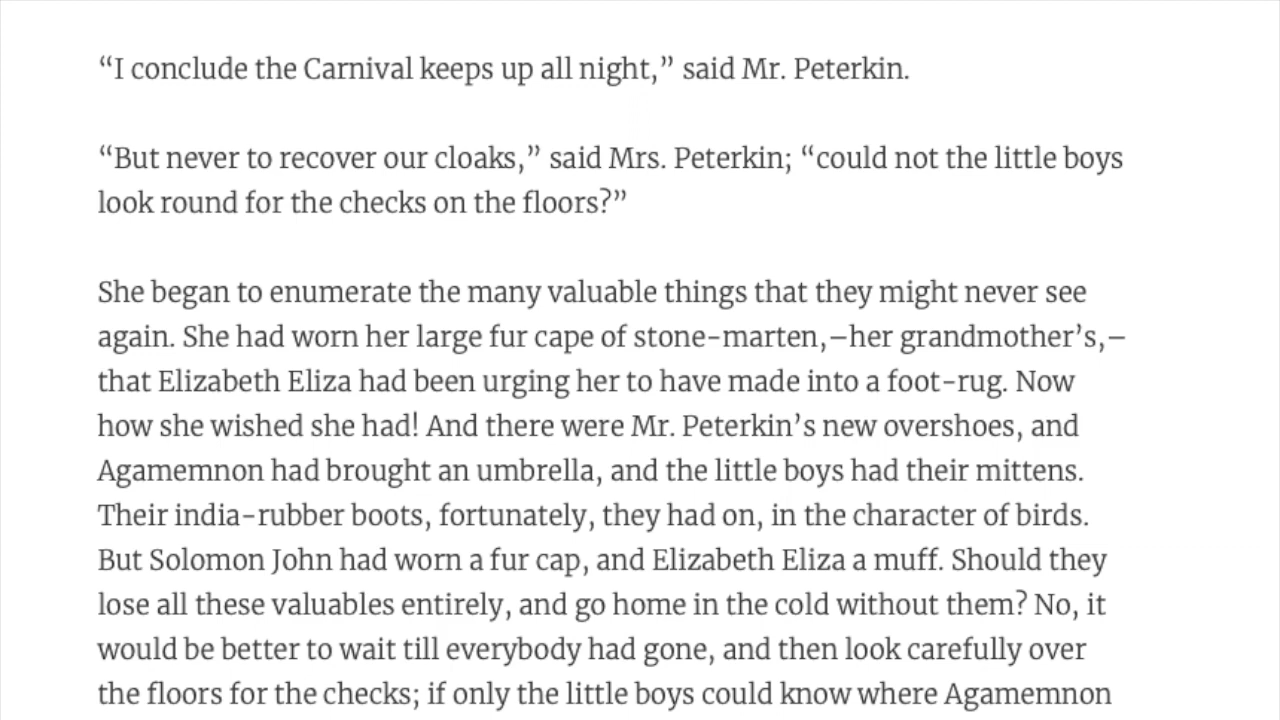 “I conclude the Carnival keeps up all night,” said Mr. Peterkin.
“But never to recover our cloaks,” said Mrs. Peterkin; “could not the little boys
look round for the checks on the floors?”
She began to enumerate the many valuable things that they might never see
again. She had worn her large fur cape of stone-marten,–her grandmother’s,–
that Elizabeth Eliza had been urging her to have made into a foot-rug. Now
how she wished she had! And there were Mr. Peterkin’s new overshoes, and
Agamemnon had brought an umbrella, and the little boys had their mittens.
Their india-rubber boots, fortunately, they had on, in the character of birds.
But Solomon John had worn a fur cap, and Elizabeth Eliza a muff. Should they
lose all these valuables entirely, and go home in the cold without them? No, it
would be better to wait till everybody had gone, and then look carefully over
the floors for the checks; if only the little boys could know where Agamemnon